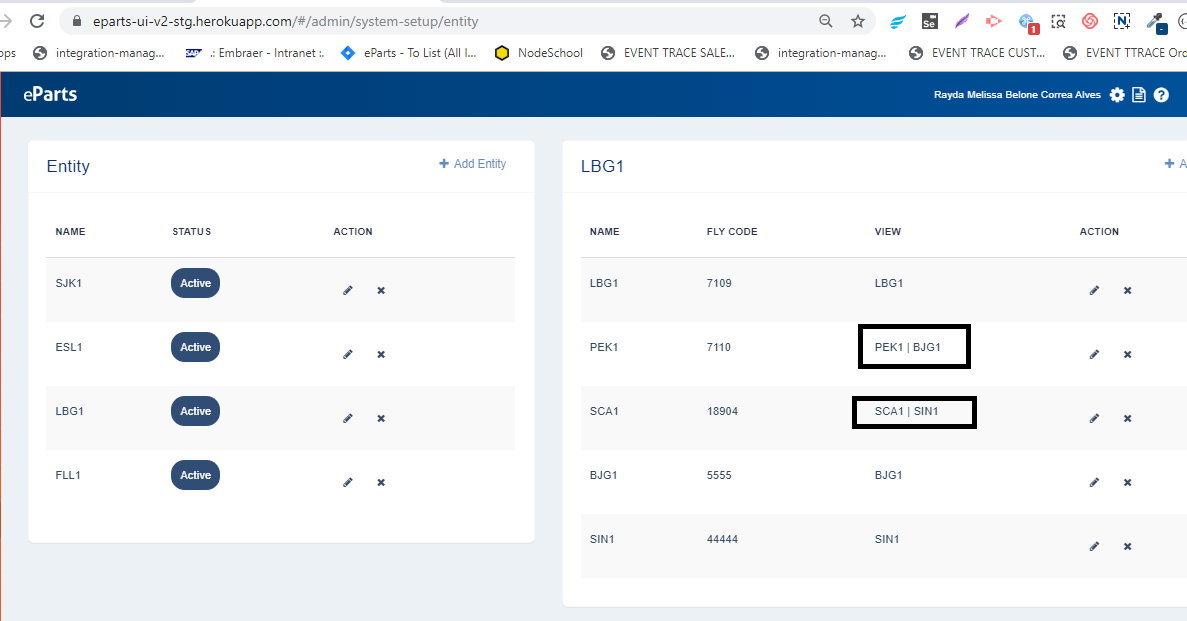 eparts-ui-v2-stg.herokuapp.com/#/admin/system-setup/entity
Se
1
N
-
ops
integration-manag...
SAP
.: Embraer - Intranet :.
eParts - To List (All I...
NodeSchool
EVENT TRACE SALE...
integration-manag...
EVENT TRACE CUST...
EVENT TTRACE Ord
eParts
Rayda Melissa Belone Correa Alves
?
Entity
+ Add Entity
NAME STATUS ACTION
SJK1 Active
ESL1 Active
LBG1 Active
FLL1 Active
LBG1
+ A
NAME FLY CODE VIEW ACTION
LBG1 7109 LBG1
PEK1 7110 PEK1 | BJG1
SCA1 18904 SCA1 | SIN1
BJG1 5555 BJG1
SIN1 44444 SIN1